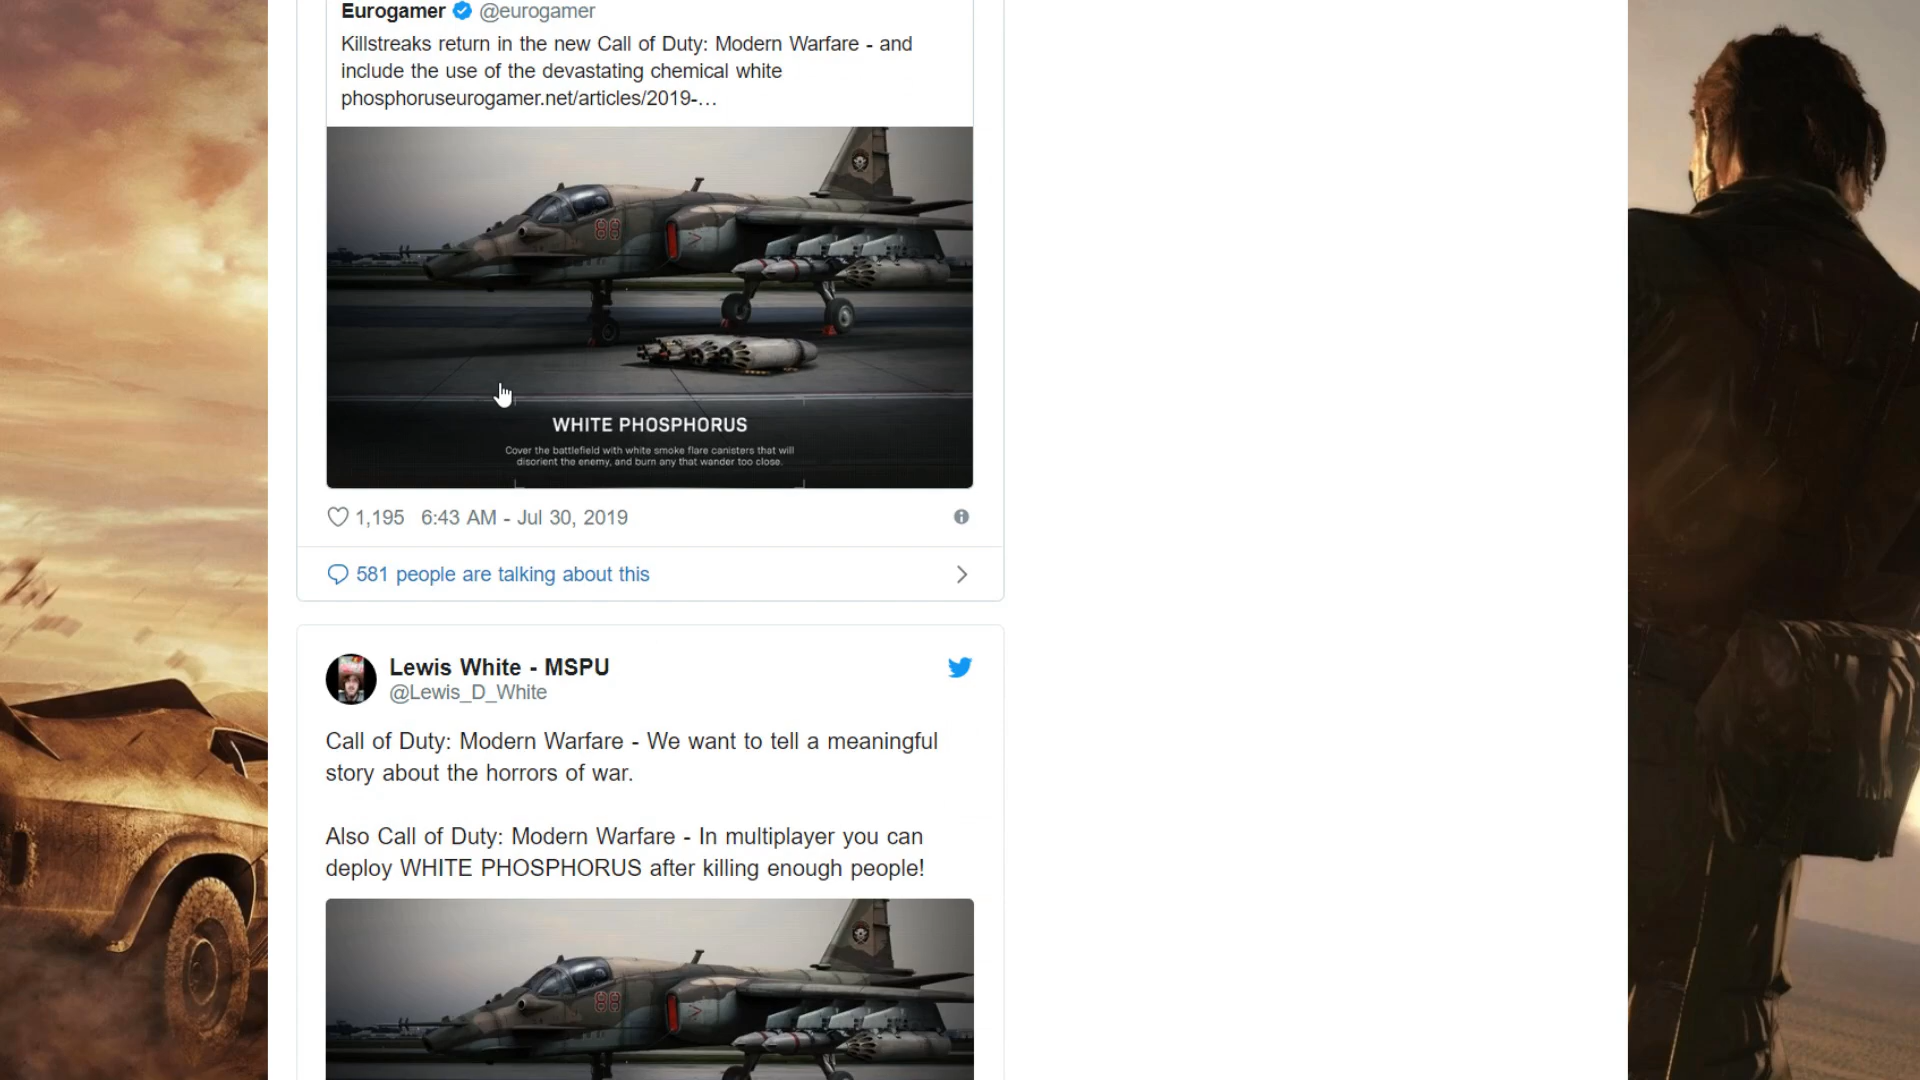 Eurogamer @eurogamer
Killstreaks return in the new Call of Duty: Modern Warfare - and
include the use of the devastating chemical white
phosphoruseurogamer.net/articles/2019-…
88
WHITE PHOSPHORUS
Cover the battlefield with white smoke flare canisters that will
disorient the enemy, and burn any that wander too close.
1,195 6:43 AM - Jul 30, 2019
581 people are talking about this
Lewis White - MSPU
@Lewis_D_White
Call of Duty: Modern Warfare - We want to tell a meaningful
story about the horrors of war.
Also Call of Duty: Modern Warfare - In multiplayer you can
deploy WHITE PHOSPHORUS after killing enough people!
88